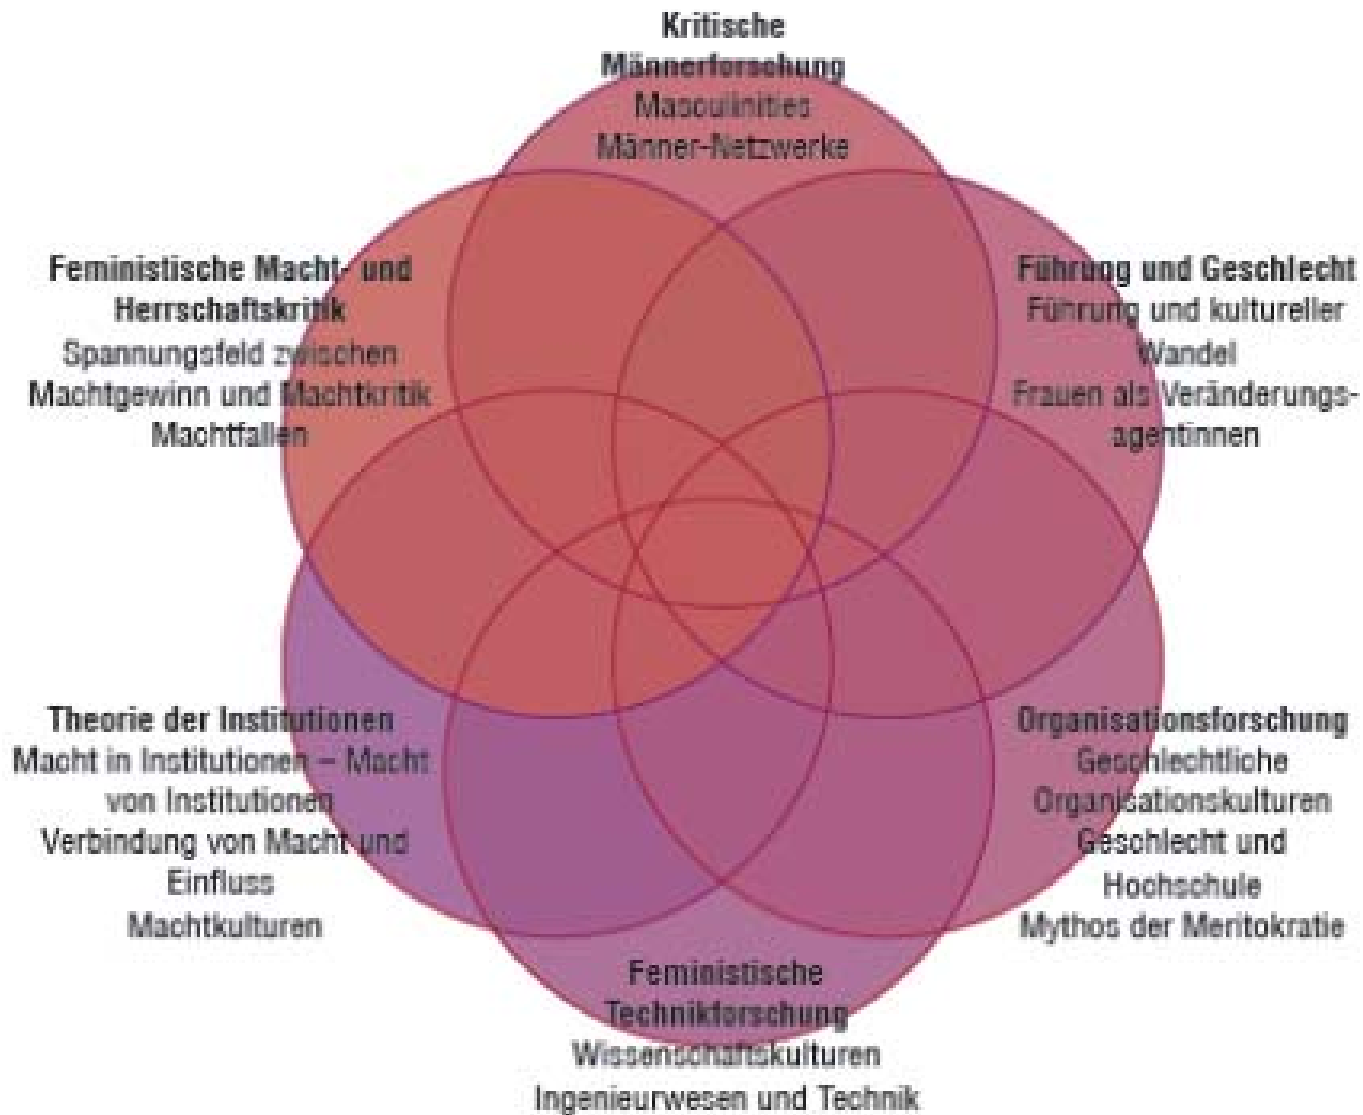 Kritische
Männerforschung
Masculinities
Männer-Netzwerke
Feministische Macht- und
Herrschaftskritik
Spannungsfeld zwischen
Machtgewinn und Machtkritik
Machtfallen
Führung und Geschlecht
Führung und kultureller
Wandel
Frauen als Veränderungs-
agentinnen
Theorie der Institutionen
Macht in Institutionen – Macht
von Institutionen
Verbindung von Macht und
Einfluss
Machtkulturen
Organisationsforschung
Geschlechtliche
Organisationskulturen
Geschlecht und
Hochschule
Mythos der Meritokratie
Feministische
Technikforschung
Wissenschaftskulturen
Ingenieurwesen und Technik